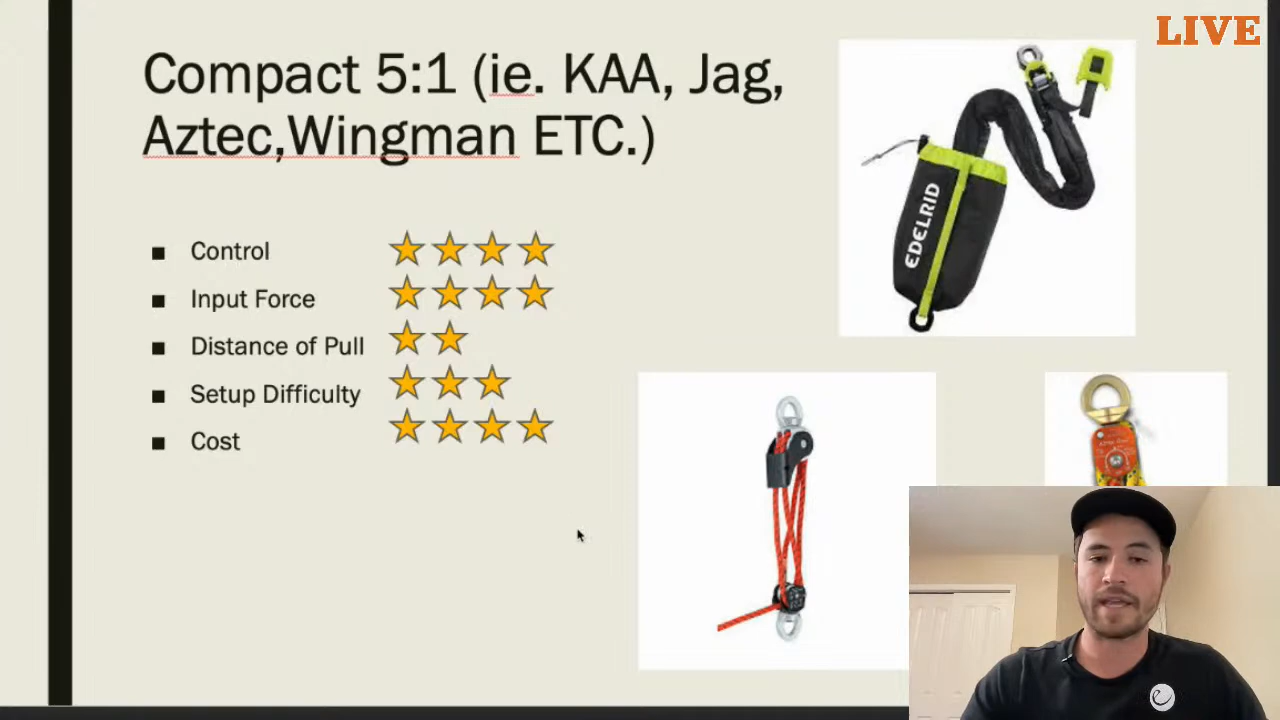 LIVE
Compact 5:1 (ie. KAA, Jag,
Aztec,Wingman ETC.)
Control
Input Force
Distance of Pull
Setup Difficulty
Cost
EDELRID